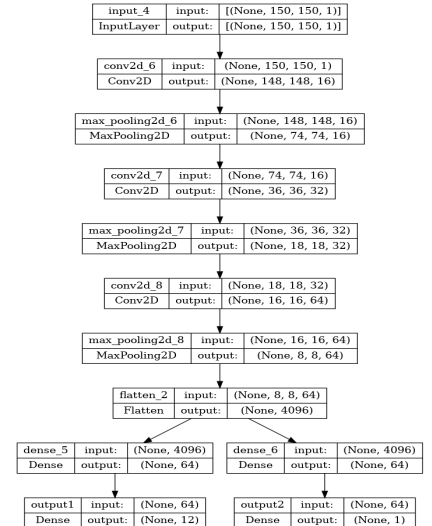 input_4 input: [(None, 150, 150, 1)]
InputLayer output: [(None, 150, 150, 1)]
conv2d_6 input: (None, 150, 150, 1)
Conv2D output: (None, 148, 148, 16)
max_pooling2d_6 input: (None, 148, 148, 16)
MaxPooling2D output: (None, 74, 74, 16)
conv2d_7 input: (None, 74, 74, 16)
Conv2D output: (None, 36, 36, 32)
max_pooling2d_7 input: (None, 36, 36, 32)
MaxPooling2D output: (None, 18, 18, 32)
conv2d_8 input: (None, 18, 18, 32)
Conv2D output: (None, 16, 16, 64)
max_pooling2d_8 input: (None, 16, 16, 64)
MaxPooling2D output: (None, 8, 8, 64)
flatten_2 input: (None, 8, 8, 64)
Flatten output: (None, 4096)
dense_5 input: (None, 4096) dense_6 input: (None, 4096)
Dense output: (None, 64) Dense output: (None, 64)
output1 input: (None, 64) output2 input: (None, 64)
Dense output: (None, 12) Dense output: (None, 1)